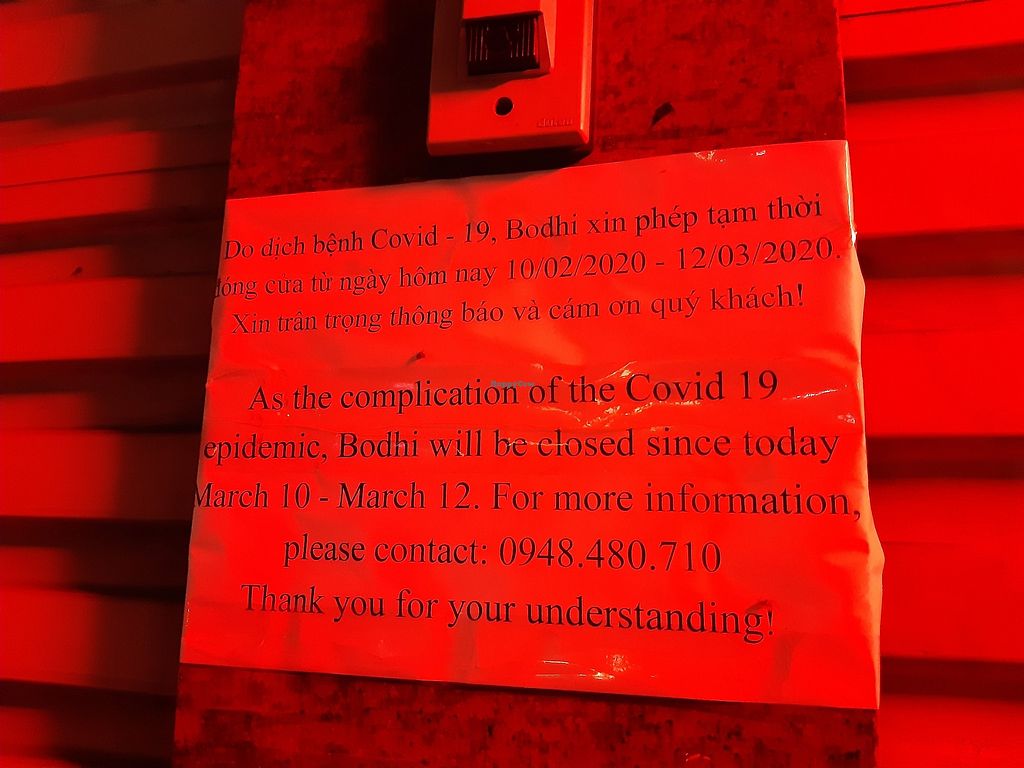 Do dịch bệnh Covid - 19, Bodhi xin phép tạm thời
đóng cửa từ ngày hôm nay 10/02/2020 - 12/03/2020.
Xin trân trọng thông báo và cám ơn quý khách!
As the complication of the Covid 19
epidemic, Bodhi will be closed since today
March 10 - March 12. For more information,
please contact: 0948.480.710
Thank you for your understanding!